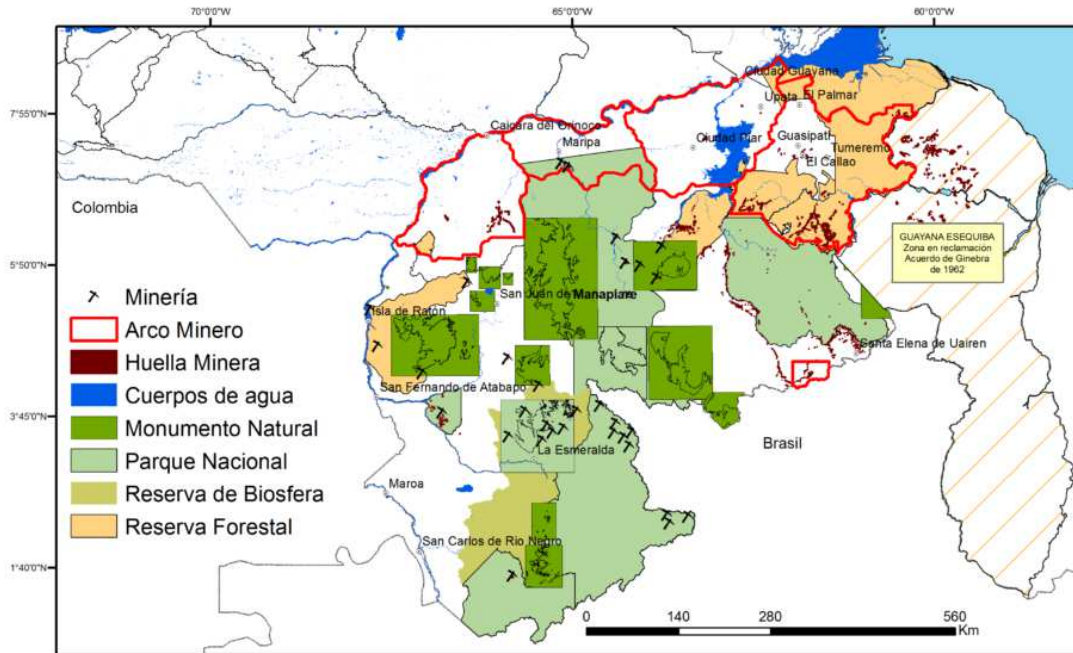 70°0'0"W
65°0'0"W
60°0'0"W
7°55'0"N
5°50'0"N
3°45'0"N
1°40'0"N
Ciudad Guayana
Upata
El Palmar
Caicara del Orinoco
Maripa
Ciudad Piar
Guasipati
Tumeremo
El Callao
Colombia
GUAYANA ESEQUIBA
Zona en reclamación
Acuerdo de Ginebra
de 1962
San Juan de Manapiare
Isla de Ratón
Santa Elena de Uairen
San Fernando de Atabapo
Brasil
La Esmeralda
Maroa
San Carlos de Río Negro
Minería
Arco Minero
Huella Minera
Cuerpos de agua
Monumento Natural
Parque Nacional
Reserva de Biosfera
Reserva Forestal
0
140
280
560
Km